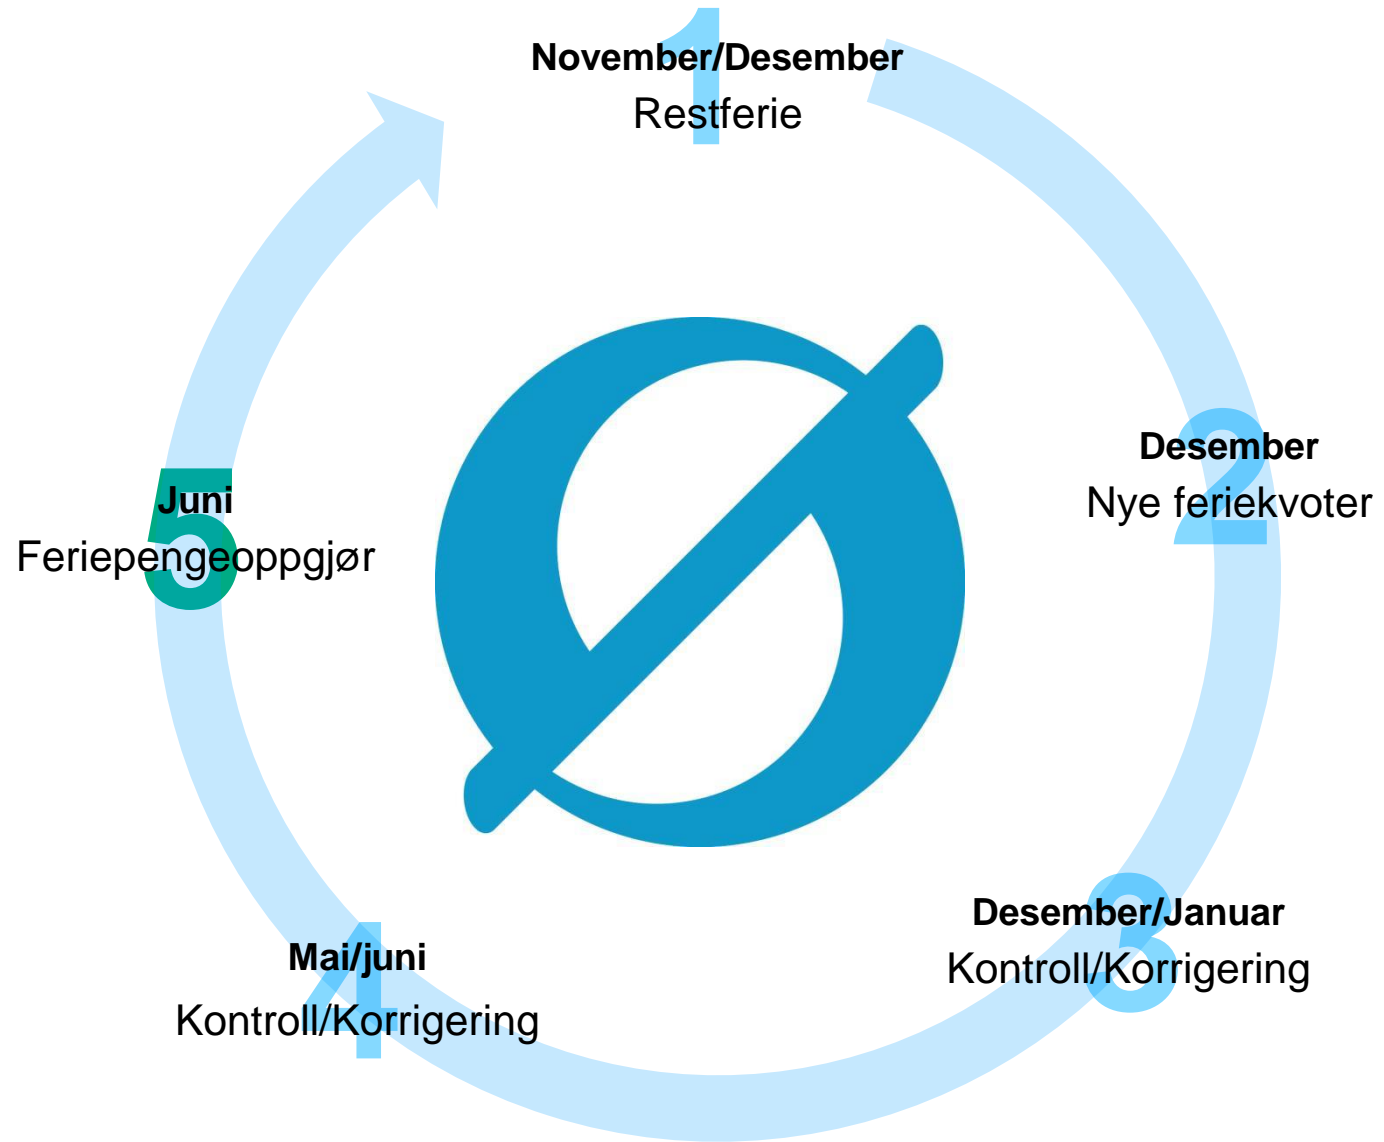 1
November/Desember
Restferie
2
Desember
Nye feriekvoter
3
Desember/Januar
Kontroll/Korrigering
4
Mai/juni
Kontroll/Korrigering
5
Juni
Feriepengeoppgjør